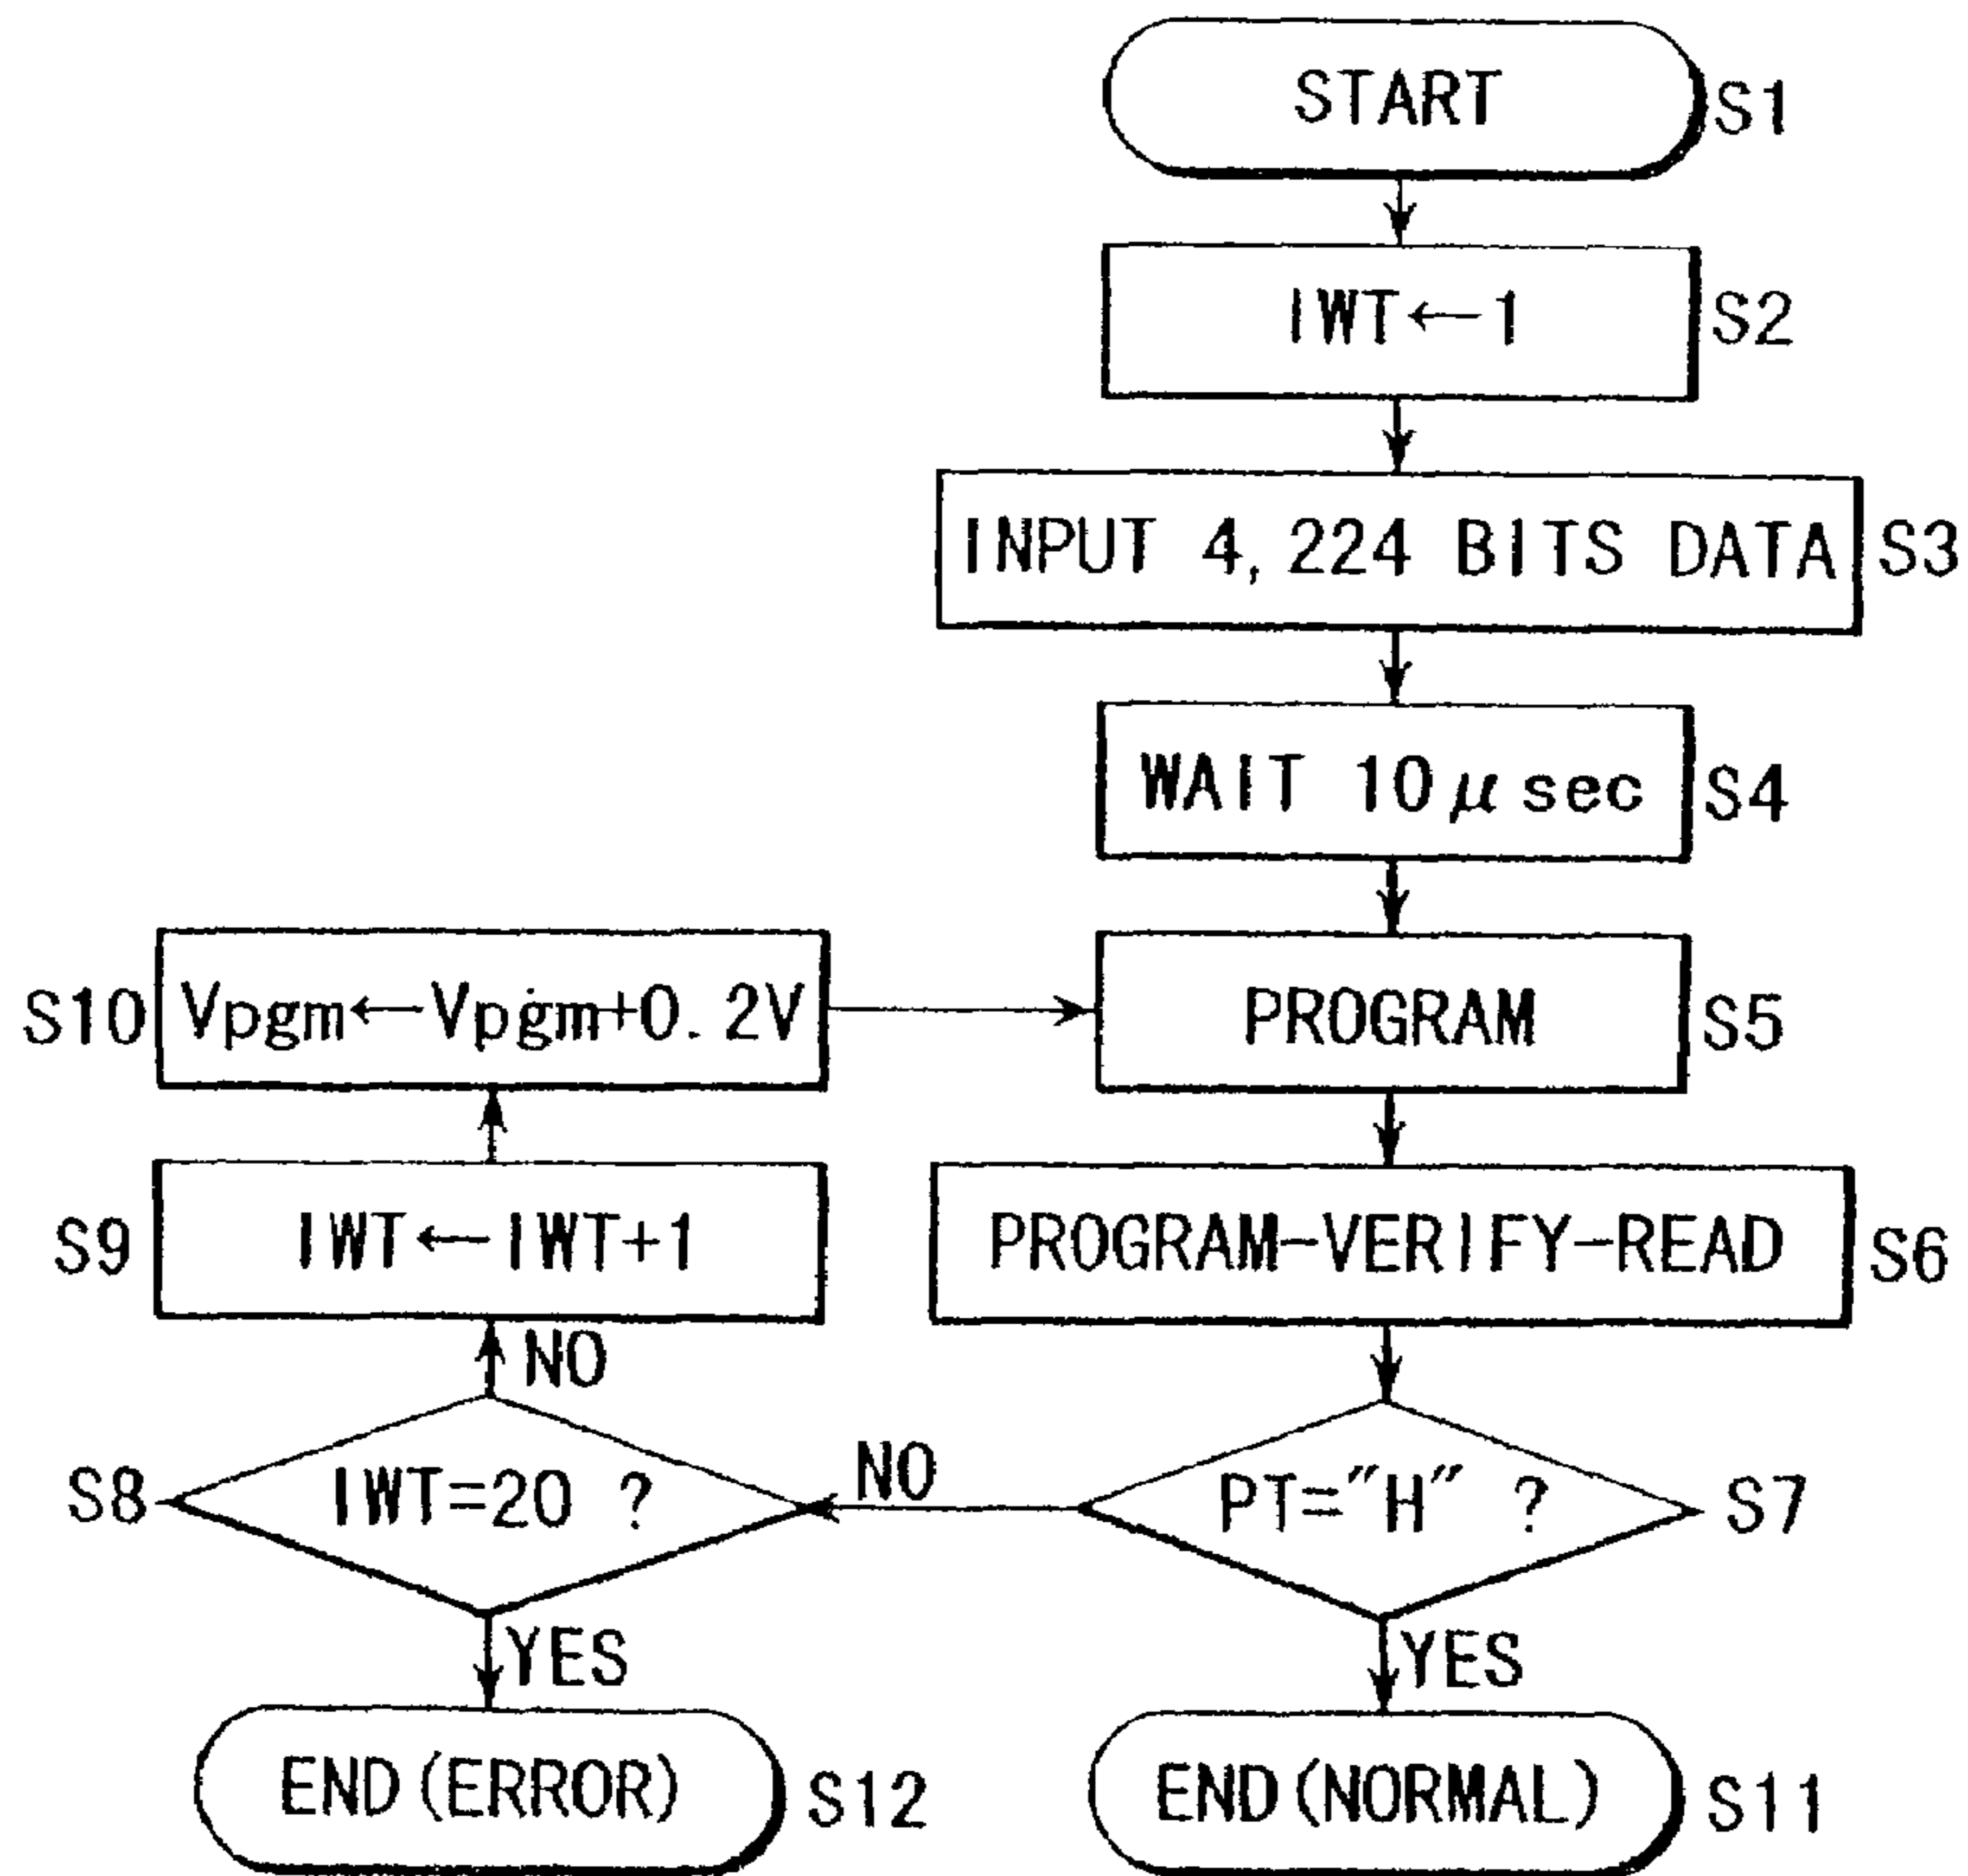 START
S1
IWT←1
S2
INPUT 4,224 BITS DATA
S3
WAIT 10μsec
S4
S10
Vpgm←Vpgm+0.2V
PROGRAM
S5
S9
IWT←IWT+1
PROGRAM-VERIFY-READ
S6
NO
S8
IWT=20 ?
NO
PT="H" ?
S7
YES
YES
END(ERROR)
S12
END(NORMAL)
S11